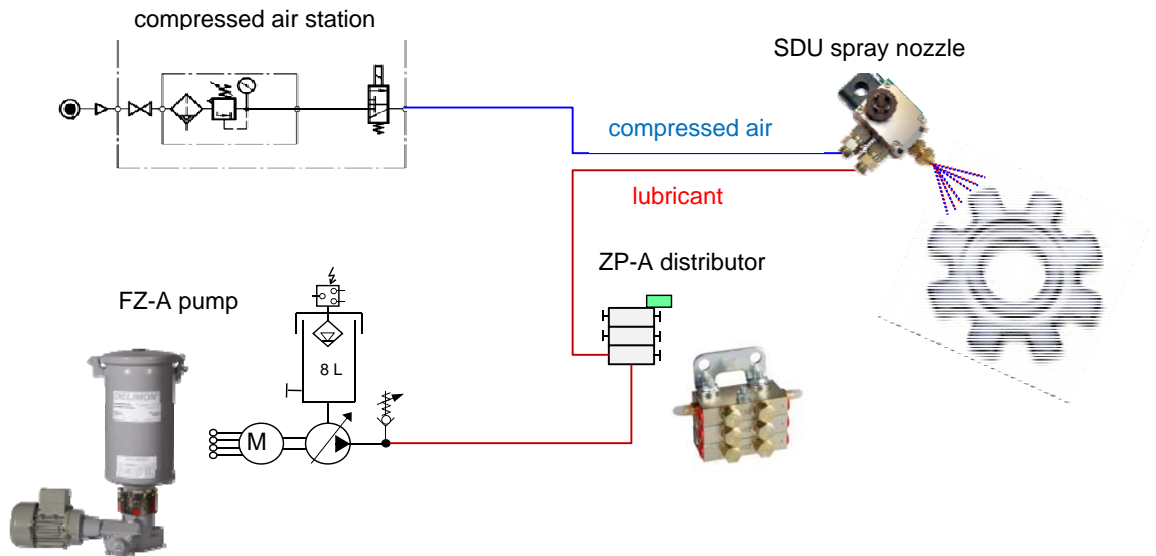 compressed air station
SDU spray nozzle
compressed air
lubricant
ZP-A distributor
FZ-A pump
8 L
DELIMON
M